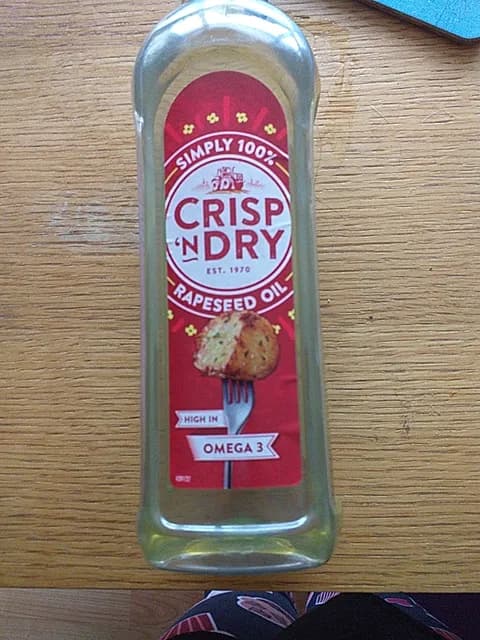 SIMPLY 100%
CRISP
'N DRY
EST. 1970
RAPESEED OIL
HIGH IN
OMEGA 3